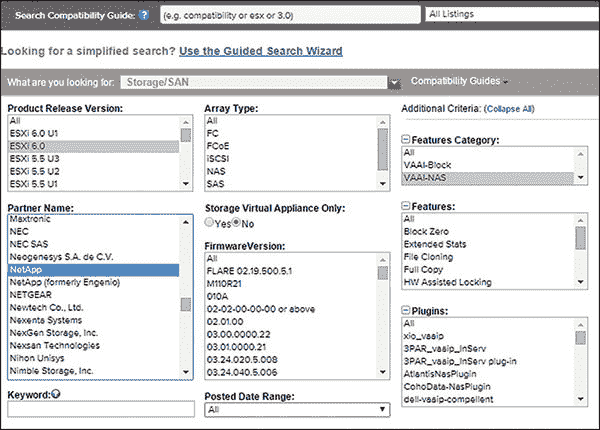 Search Compatibility Guide: ? (e.g. compatibility or esx or 3.0) All Listings
Looking for a simplified search? Use the Guided Search Wizard
What are you looking for: Storage/SAN Compatibility Guides
Product Release Version:
All
ESXi 6.0 U1
ESXi 6.0
ESXi 5.5 U3
ESXi 5.5 U2
ESXi 5.5 U1
Array Type:
All
FC
FCoE
iSCSI
NAS
SAS
Additional Criteria: (Collapse All)
Features Category:
All
VAAI-Block
VAAI-NAS
Partner Name:
Maxtronic
NEC
NEC SAS
Neogenesys S.A. de C.V.
NetApp
NetApp (formerly Engenio)
NETGEAR
Newtech Co., Ltd.
Nexenta Systems
NexGen Storage, Inc.
Nexsan Technologies
Nihon Unisys
Nimble Storage, Inc.
Storage Virtual Appliance Only:
Yes No
FirmwareVersion:
All
FLARE 02.19.500.5.1
M110R21
010A
02-02-00-00-00 or above
02.01.00
03.00.0000.22
03.01.0000.21
03.24.020.5.008
03.24.040.5.006
Features:
All
Block Zero
Extended Stats
File Cloning
Full Copy
HW Assisted Locking
Plugins:
xio_vaaip
3PAR_vaaip_InServ
3PAR_vaaip_InServ plug-in
AtlantisNasPlugin
CohoData-NasPlugin
dell-vaaip-compellent
Keyword: ?
Posted Date Range:
All